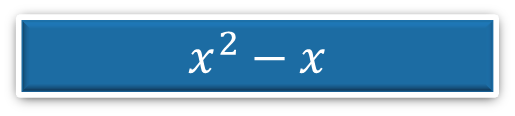 x² − x